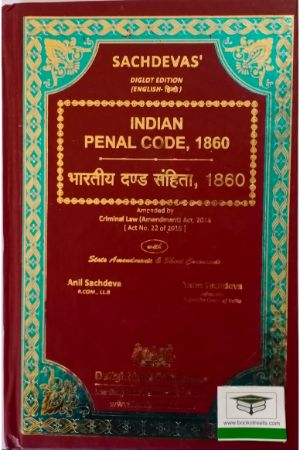 SACHDEVAS'
DIGLOT EDITION
(ENGLISH-हिन्दी)
INDIAN
PENAL CODE, 1860
भारतीय दण्ड संहिता, 1860
Amended by
Criminal Law (Amendment) Act, 2018
[Act No. 22 of 2018]
with
State Amendments & Short Comments
Anil Sachdeva
B.COM., LL.B
Sachdeva
www.bookstreets.com